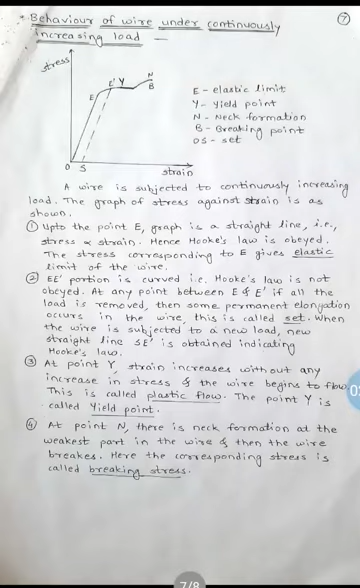 * Behaviour of wire under continuously
increasing load —
7
stress
E' Y
N
B
E
O S
strain
E - elastic limit
Y - Yield point
N - Neck formation
B - Breaking point
OS - set
A wire is subjected to continuously increasing
load. The graph of stress against strain is as
shown.
① Upto the point E, graph is a straight line, i.e.,
stress ∝ strain. Hence Hooke's law is obeyed.
The stress corresponding to E gives elastic
limit of the wire.
② EE' portion is curved i.e. Hooke's law is not
obeyed. At any point between E & E' if all the
load is removed, then some permanent elongation
occurs in the wire, this is called set. When
the wire is subjected to a new load, new
straight line SE' is obtained indicating
Hooke's law.
③ At point Y, strain increases without any
increase in stress & the wire begins to flow.
This is called plastic flow. The point Y is
called Yield point.
④ At point N, there is neck formation at the
weakest part in the wire & then the wire
breakes. Here the corresponding stress is
called breaking stress.
7/8